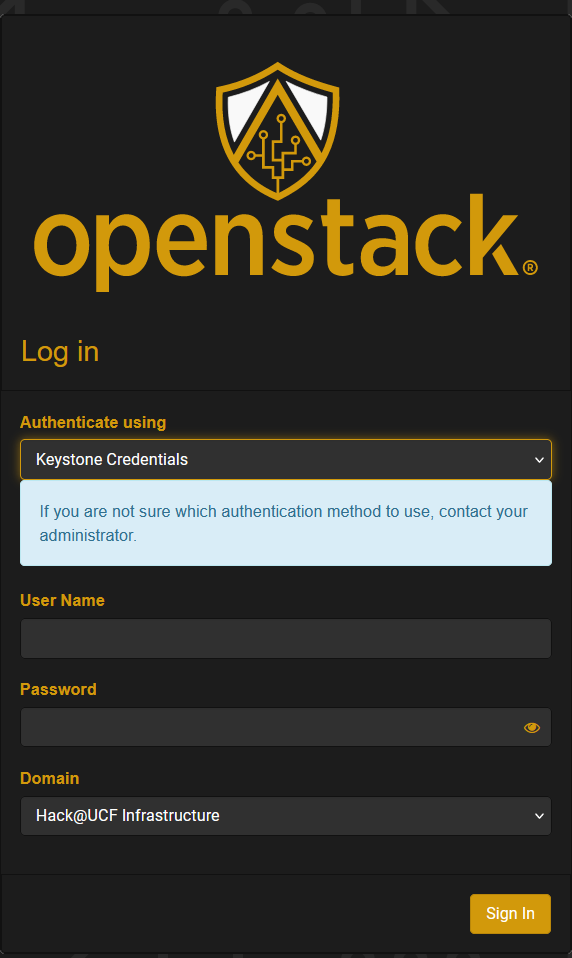 openstack®
Log in
Authenticate using
Keystone Credentials
If you are not sure which authentication method to use, contact your
administrator.
User Name
Password
Domain
Hack@UCF Infrastructure
Sign In